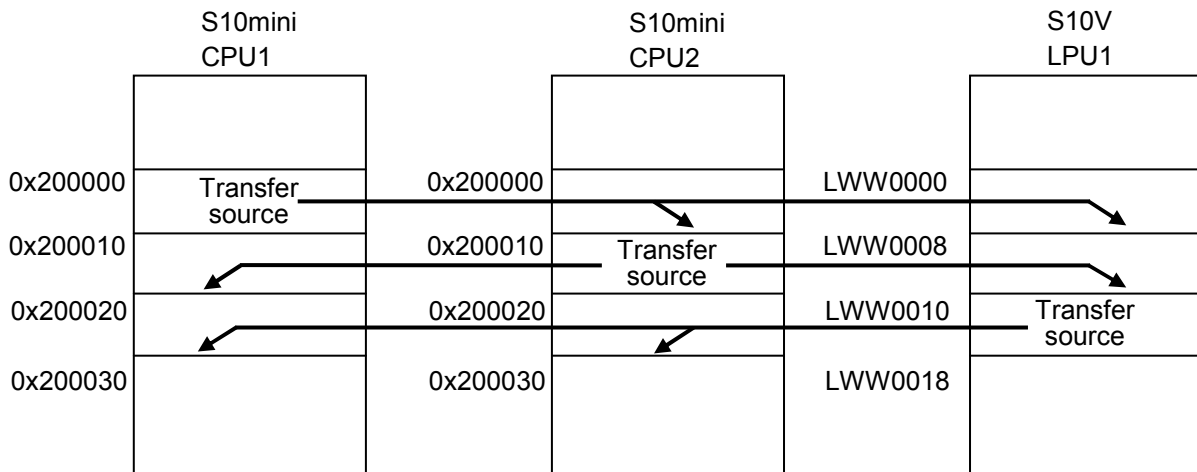 S10mini S10mini S10V
CPU1 CPU2 LPU1
0x200000 Transfer source 0x200000 LWW0000
0x200010 0x200010 Transfer source LWW0008
0x200020 0x200020 LWW0010 Transfer source
0x200030 0x200030 LWW0018